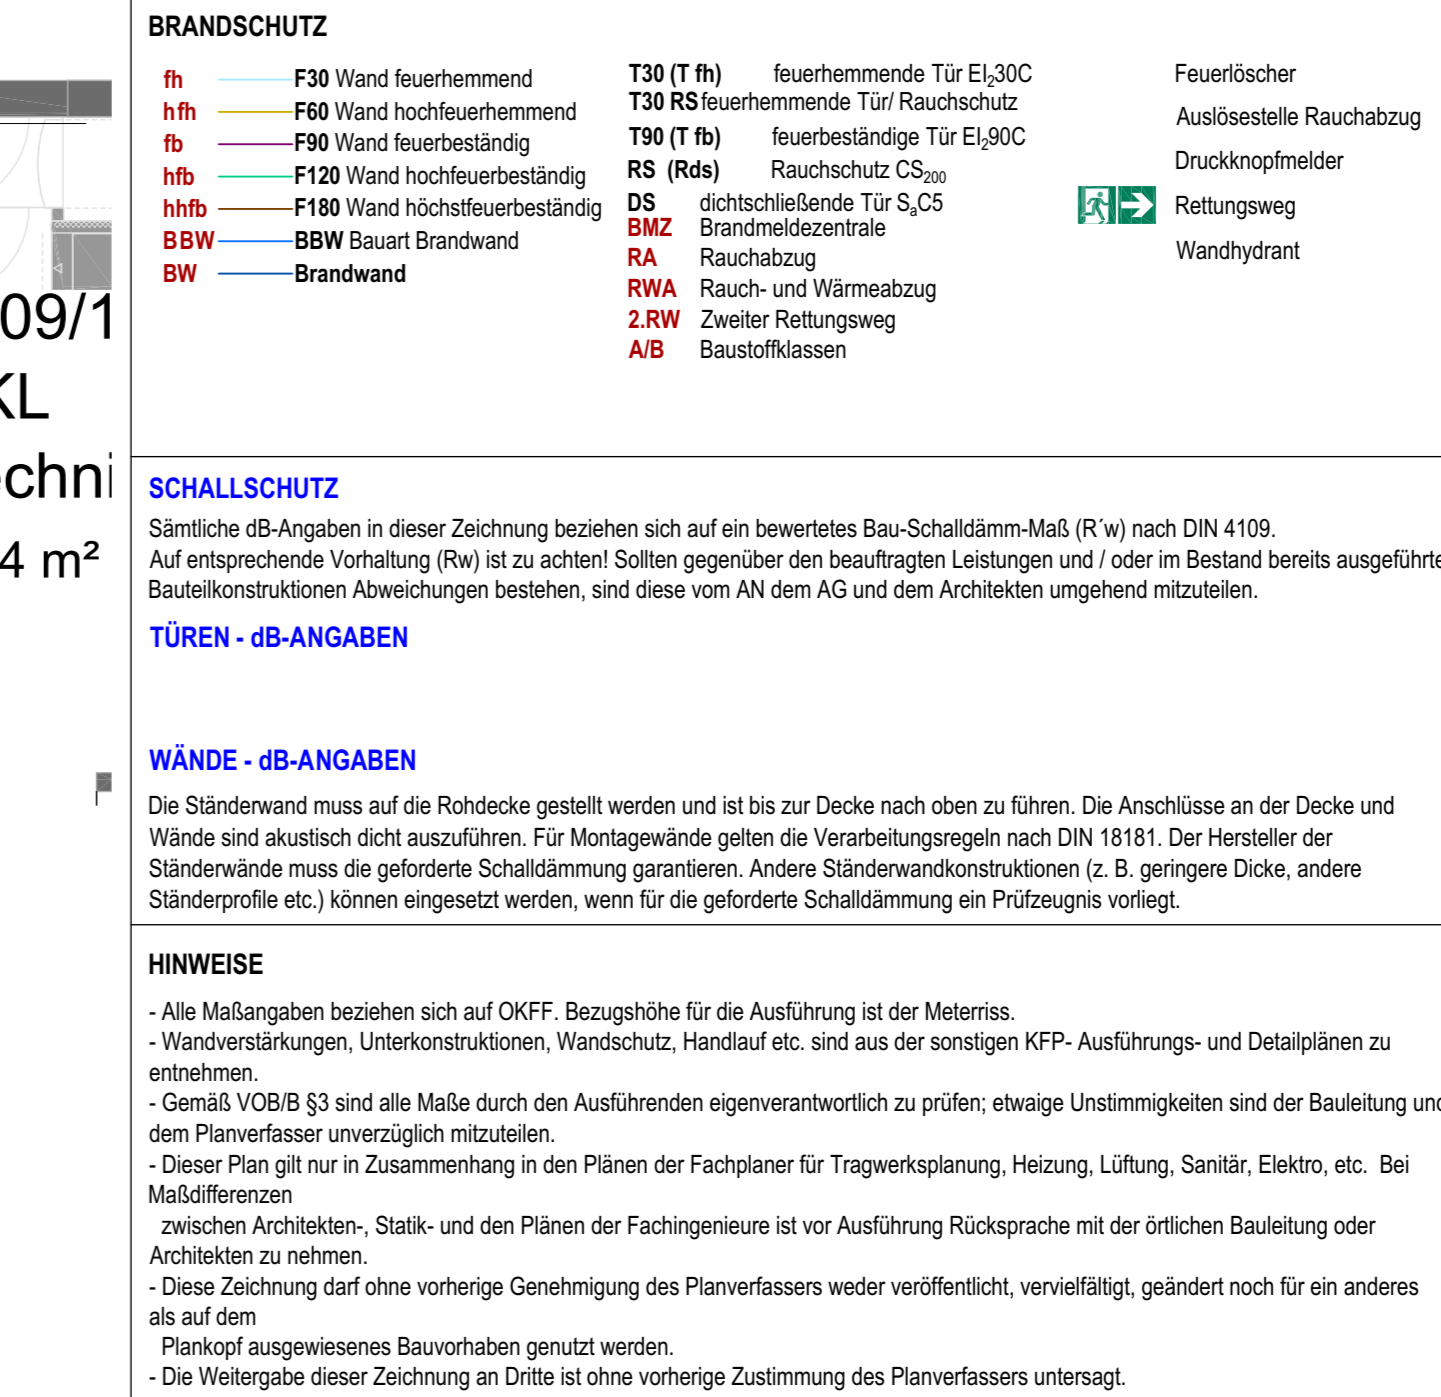 BRANDSCHUTZ
fh F30 Wand feuerhemmend
hfh F60 Wand hochfeuerhemmend
fb F90 Wand feuerbeständig
hfb F120 Wand hochfeuerbeständig
hhfb F180 Wand höchstfeuerbeständig
BBW BBW Bauart Brandwand
BW Brandwand
T30 (T fh) feuerhemmende Tür EI₂30C
T30 RS feuerhemmende Tür/ Rauchschutz
T90 (T fb) feuerbeständige Tür EI₂90C
RS (Rds) Rauchschutz CS₂₀₀
DS dichtschließende Tür SₐC5
BMZ Brandmeldezentrale
RA Rauchabzug
RWA Rauch- und Wärmeabzug
2.RW Zweiter Rettungsweg
A/B Baustoffklassen
Feuerlöscher
Auslösestelle Rauchabzug
Druckknopfmelder
Rettungsweg
Wandhydrant
09/1
KL
echni
4 m²
SCHALLSCHUTZ
Sämtliche dB-Angaben in dieser Zeichnung beziehen sich auf ein bewertetes Bau-Schalldämm-Maß (R´w) nach DIN 4109.
Auf entsprechende Vorhaltung (Rw) ist zu achten! Sollten gegenüber den beauftragten Leistungen und / oder im Bestand bereits ausgeführte
Bauteilkonstruktionen Abweichungen bestehen, sind diese vom AN dem AG und dem Architekten umgehend mitzuteilen.
TÜREN - dB-ANGABEN
WÄNDE - dB-ANGABEN
Die Ständerwand muss auf die Rohdecke gestellt werden und ist bis zur Decke nach oben zu führen. Die Anschlüsse an der Decke und
Wände sind akustisch dicht auszuführen. Für Montagewände gelten die Verarbeitungsregeln nach DIN 18181. Der Hersteller der
Ständerwände muss die geforderte Schalldämmung garantieren. Andere Ständerwandkonstruktionen (z. B. geringere Dicke, andere
Ständerprofile etc.) können eingesetzt werden, wenn für die geforderte Schalldämmung ein Prüfzeugnis vorliegt.
HINWEISE
- Alle Maßangaben beziehen sich auf OKFF. Bezugshöhe für die Ausführung ist der Meterriss.
- Wandverstärkungen, Unterkonstruktionen, Wandschutz, Handlauf etc. sind aus der sonstigen KFP- Ausführungs- und Detailplänen zu
entnehmen.
- Gemäß VOB/B §3 sind alle Maße durch den Ausführenden eigenverantwortlich zu prüfen; etwaige Unstimmigkeiten sind der Bauleitung und
dem Planverfasser unverzüglich mitzuteilen.
- Dieser Plan gilt nur in Zusammenhang in den Plänen der Fachplaner für Tragwerksplanung, Heizung, Lüftung, Sanitär, Elektro, etc. Bei
Maßdifferenzen
zwischen Architekten-, Statik- und den Plänen der Fachingenieure ist vor Ausführung Rücksprache mit der örtlichen Bauleitung oder
Architekten zu nehmen.
- Diese Zeichnung darf ohne vorherige Genehmigung des Planverfassers weder veröffentlicht, vervielfältigt, geändert noch für ein anderes
als auf dem
Plankopf ausgewiesenes Bauvorhaben genutzt werden.
- Die Weitergabe dieser Zeichnung an Dritte ist ohne vorherige Zustimmung des Planverfassers untersagt.